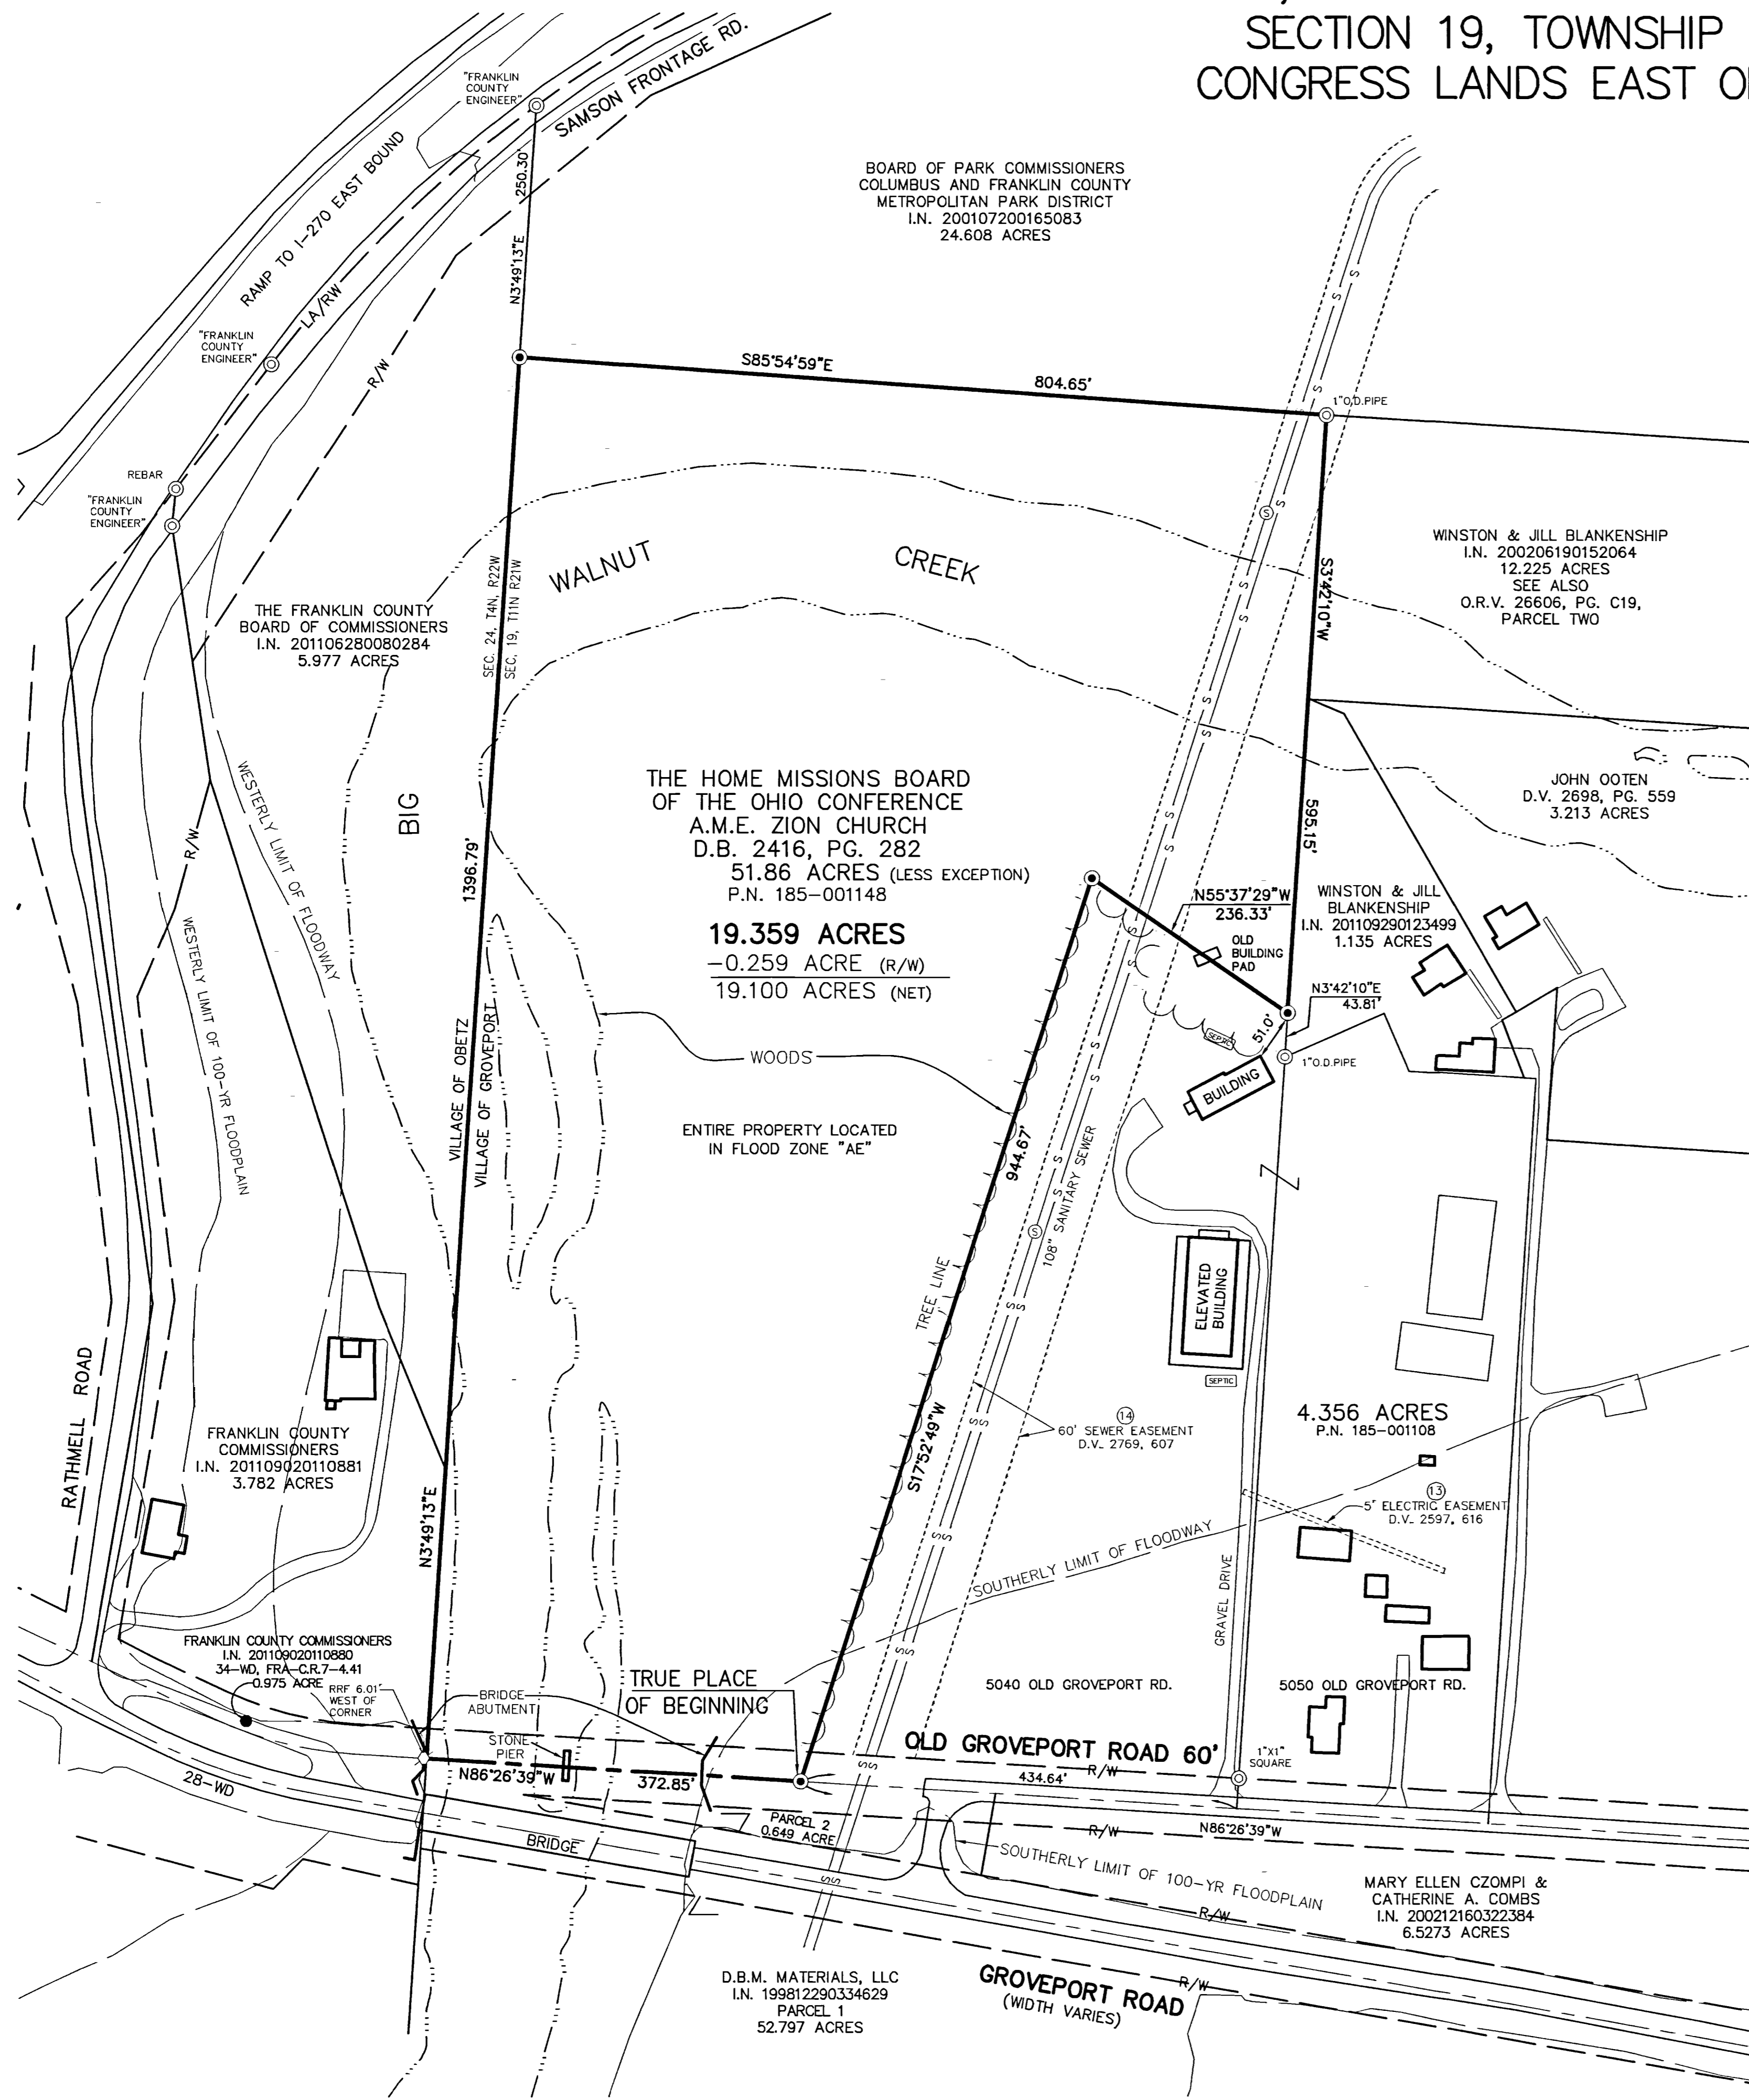 SECTION 19, TOWNSHIP
CONGRESS LANDS EAST
"FRANKLIN
COUNTY
ENGINEER"
SAMSON FRONTAGE RD.
RAMP TO I-270 EAST BOUND
250.30'
N3°49'13"E
BOARD OF PARK COMMISSIONERS
COLUMBUS AND FRANKLIN COUNTY
METROPOLITAN PARK DISTRICT
I.N. 200107200165083
24.608 ACRES
LA/RW
"FRANKLIN
COUNTY
ENGINEER"
R/W
S85°54'59"E
804.65'
1"O.D.PIPE
REBAR
"FRANKLIN
COUNTY
ENGINEER"
S
S
S
S
S
S
WALNUT
CREEK
SEC. 24, T4N, R22W
SEC. 19, T11N R21W
S3°42'10"W
WINSTON & JILL BLANKENSHIP
I.N. 200206190152064
12.225 ACRES
SEE ALSO
O.R.V. 26606, PG. C19,
PARCEL TWO
THE FRANKLIN COUNTY
BOARD OF COMMISSIONERS
I.N. 201106280080284
5.977 ACRES
WESTERLY LIMIT OF FLOODWAY
BIG
THE HOME MISSIONS BOARD
OF THE OHIO CONFERENCE
A.M.E. ZION CHURCH
D.B. 2416, PG. 282
51.86 ACRES (LESS EXCEPTION)
P.N. 185-001148
19.359 ACRES
-0.259 ACRE (R/W)
19.100 ACRES (NET)
JOHN OOTEN
D.V. 2698, PG. 559
3.213 ACRES
595.15'
R/W
1396.79'
WESTERLY LIMIT OF 100-YR FLOODPLAIN
N55°37'29"W
236.33'
WINSTON & JILL
BLANKENSHIP
I.N. 201109290123499
1.135 ACRES
OLD
BUILDING
PAD
N3°42'10"E
43.81'
51.0'
SEPTIC
1"O.D.PIPE
BUILDING
WOODS
VILLAGE OF OBETZ
VILLAGE OF GROVEPORT
ENTIRE PROPERTY LOCATED
IN FLOOD ZONE "AE"
944.67'
108" SANITARY SEWER
S
TREE LINE
ELEVATED
BUILDING
SEPTIC
RATHMELL ROAD
14
60' SEWER EASEMENT
D.V. 2769, 607
4.356 ACRES
P.N. 185-001108
FRANKLIN COUNTY
COMMISSIONERS
I.N. 201109020110881
3.782 ACRES
S17°52'49"W
13
5' ELECTRIC EASEMENT
D.V. 2597, 616
N3°49'13"E
SOUTHERLY LIMIT OF FLOODWAY
GRAVEL DRIVE
FRANKLIN COUNTY COMMISSIONERS
I.N. 201109020110880
34-WD, FRA-C.R.7-4.41
0.975 ACRE
RRF 6.01'
WEST OF
CORNER
BRIDGE
ABUTMENT
TRUE PLACE
OF BEGINNING
5040 OLD GROVEPORT RD.
5050 OLD GROVEPORT RD.
STONE
PIER
OLD GROVEPORT ROAD 60'
R/W
1"X1"
SQUARE
N86°26'39"W
372.85'
434.64'
28-WD
PARCEL 2
0.649 ACRE
R/W
N86°26'39"W
BRIDGE
SOUTHERLY LIMIT OF 100-YR FLOODPLAIN
MARY ELLEN CZOMPI &
CATHERINE A. COMBS
I.N. 200212160322384
6.5273 ACRES
R/W
D.B.M. MATERIALS, LLC
I.N. 199812290334629
PARCEL 1
52.797 ACRES
GROVEPORT ROAD
(WIDTH VARIES)
R/W